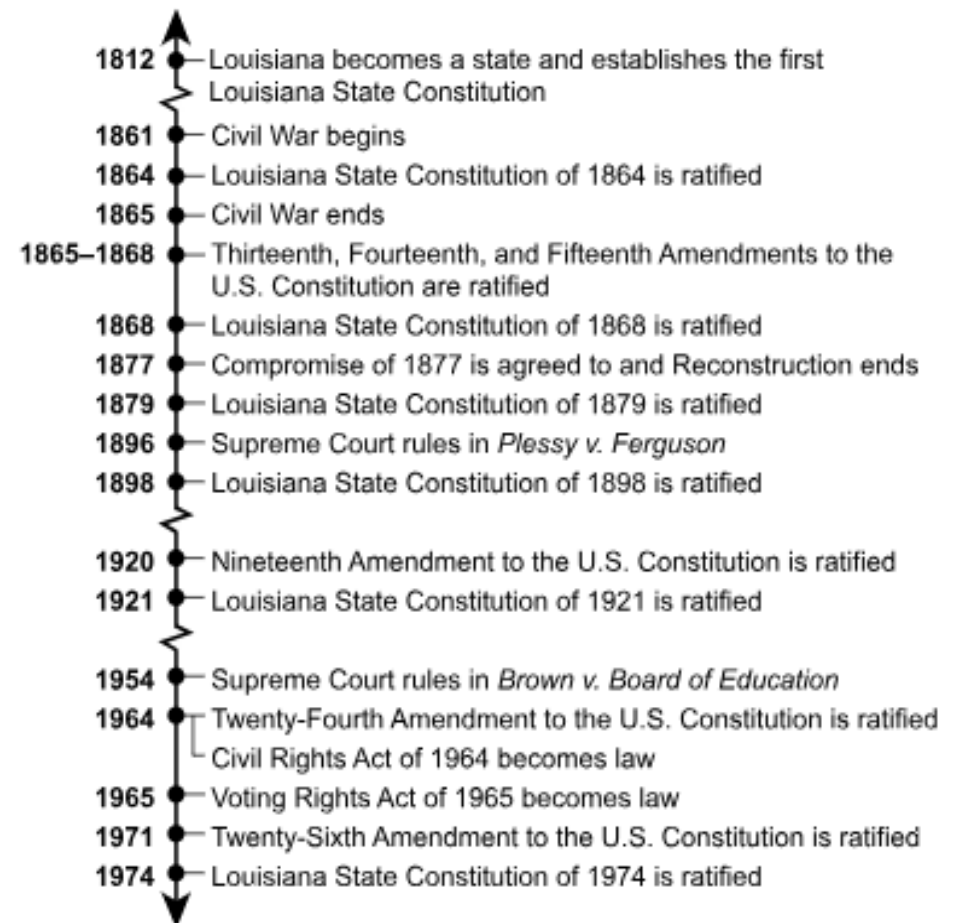 1812 Louisiana becomes a state and establishes the first
Louisiana State Constitution
1861 Civil War begins
1864 Louisiana State Constitution of 1864 is ratified
1865 Civil War ends
1865–1868 Thirteenth, Fourteenth, and Fifteenth Amendments to the
U.S. Constitution are ratified
1868 Louisiana State Constitution of 1868 is ratified
1877 Compromise of 1877 is agreed to and Reconstruction ends
1879 Louisiana State Constitution of 1879 is ratified
1896 Supreme Court rules in Plessy v. Ferguson
1898 Louisiana State Constitution of 1898 is ratified
1920 Nineteenth Amendment to the U.S. Constitution is ratified
1921 Louisiana State Constitution of 1921 is ratified
1954 Supreme Court rules in Brown v. Board of Education
1964 Twenty-Fourth Amendment to the U.S. Constitution is ratified
Civil Rights Act of 1964 becomes law
1965 Voting Rights Act of 1965 becomes law
1971 Twenty-Sixth Amendment to the U.S. Constitution is ratified
1974 Louisiana State Constitution of 1974 is ratified